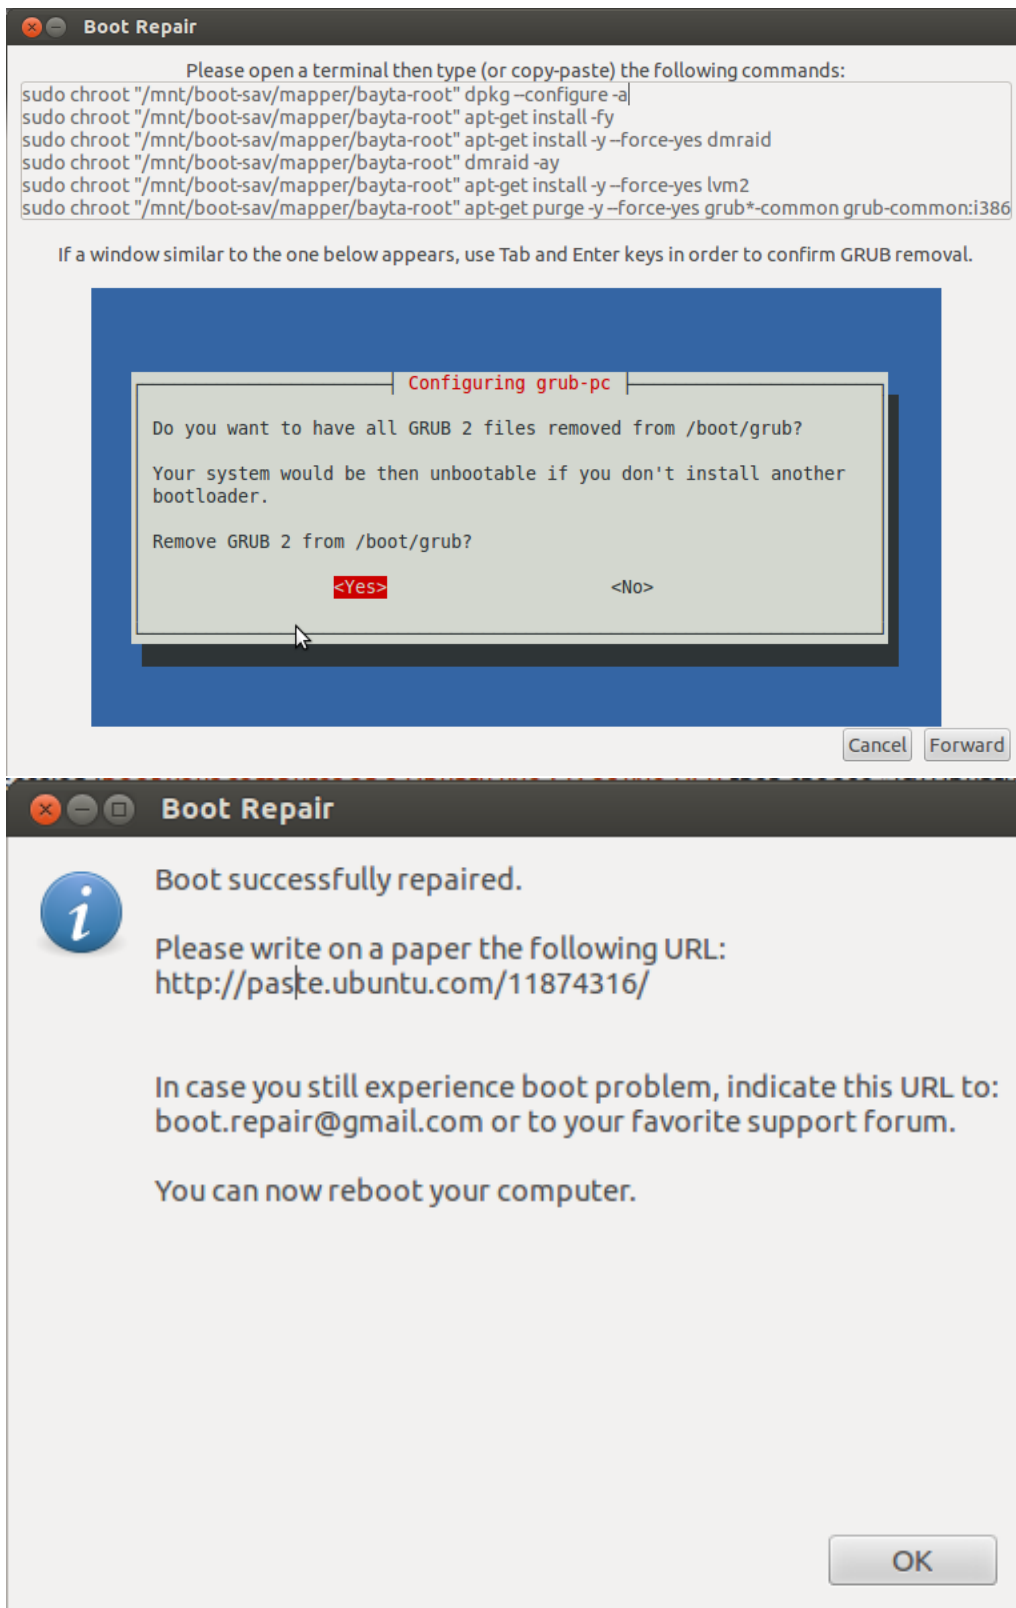 Boot Repair
Please open a terminal then type (or copy-paste) the following commands:
sudo chroot "/mnt/boot-sav/mapper/bayta-root" dpkg --configure -a
sudo chroot "/mnt/boot-sav/mapper/bayta-root" apt-get install -fy
sudo chroot "/mnt/boot-sav/mapper/bayta-root" apt-get install -y --force-yes dmraid
sudo chroot "/mnt/boot-sav/mapper/bayta-root" dmraid -ay
sudo chroot "/mnt/boot-sav/mapper/bayta-root" apt-get install -y --force-yes lvm2
sudo chroot "/mnt/boot-sav/mapper/bayta-root" apt-get purge -y --force-yes grub*-common grub-common:i386
If a window similar to the one below appears, use Tab and Enter keys in order to confirm GRUB removal.
Configuring grub-pc
Do you want to have all GRUB 2 files removed from /boot/grub?
Your system would be then unbootable if you don't install another
bootloader.
Remove GRUB 2 from /boot/grub?
<Yes> <No>
Cancel Forward
Boot Repair
Boot successfully repaired.
Please write on a paper the following URL:
http://paste.ubuntu.com/11874316/
In case you still experience boot problem, indicate this URL to:
boot.repair@gmail.com or to your favorite support forum.
You can now reboot your computer.
OK